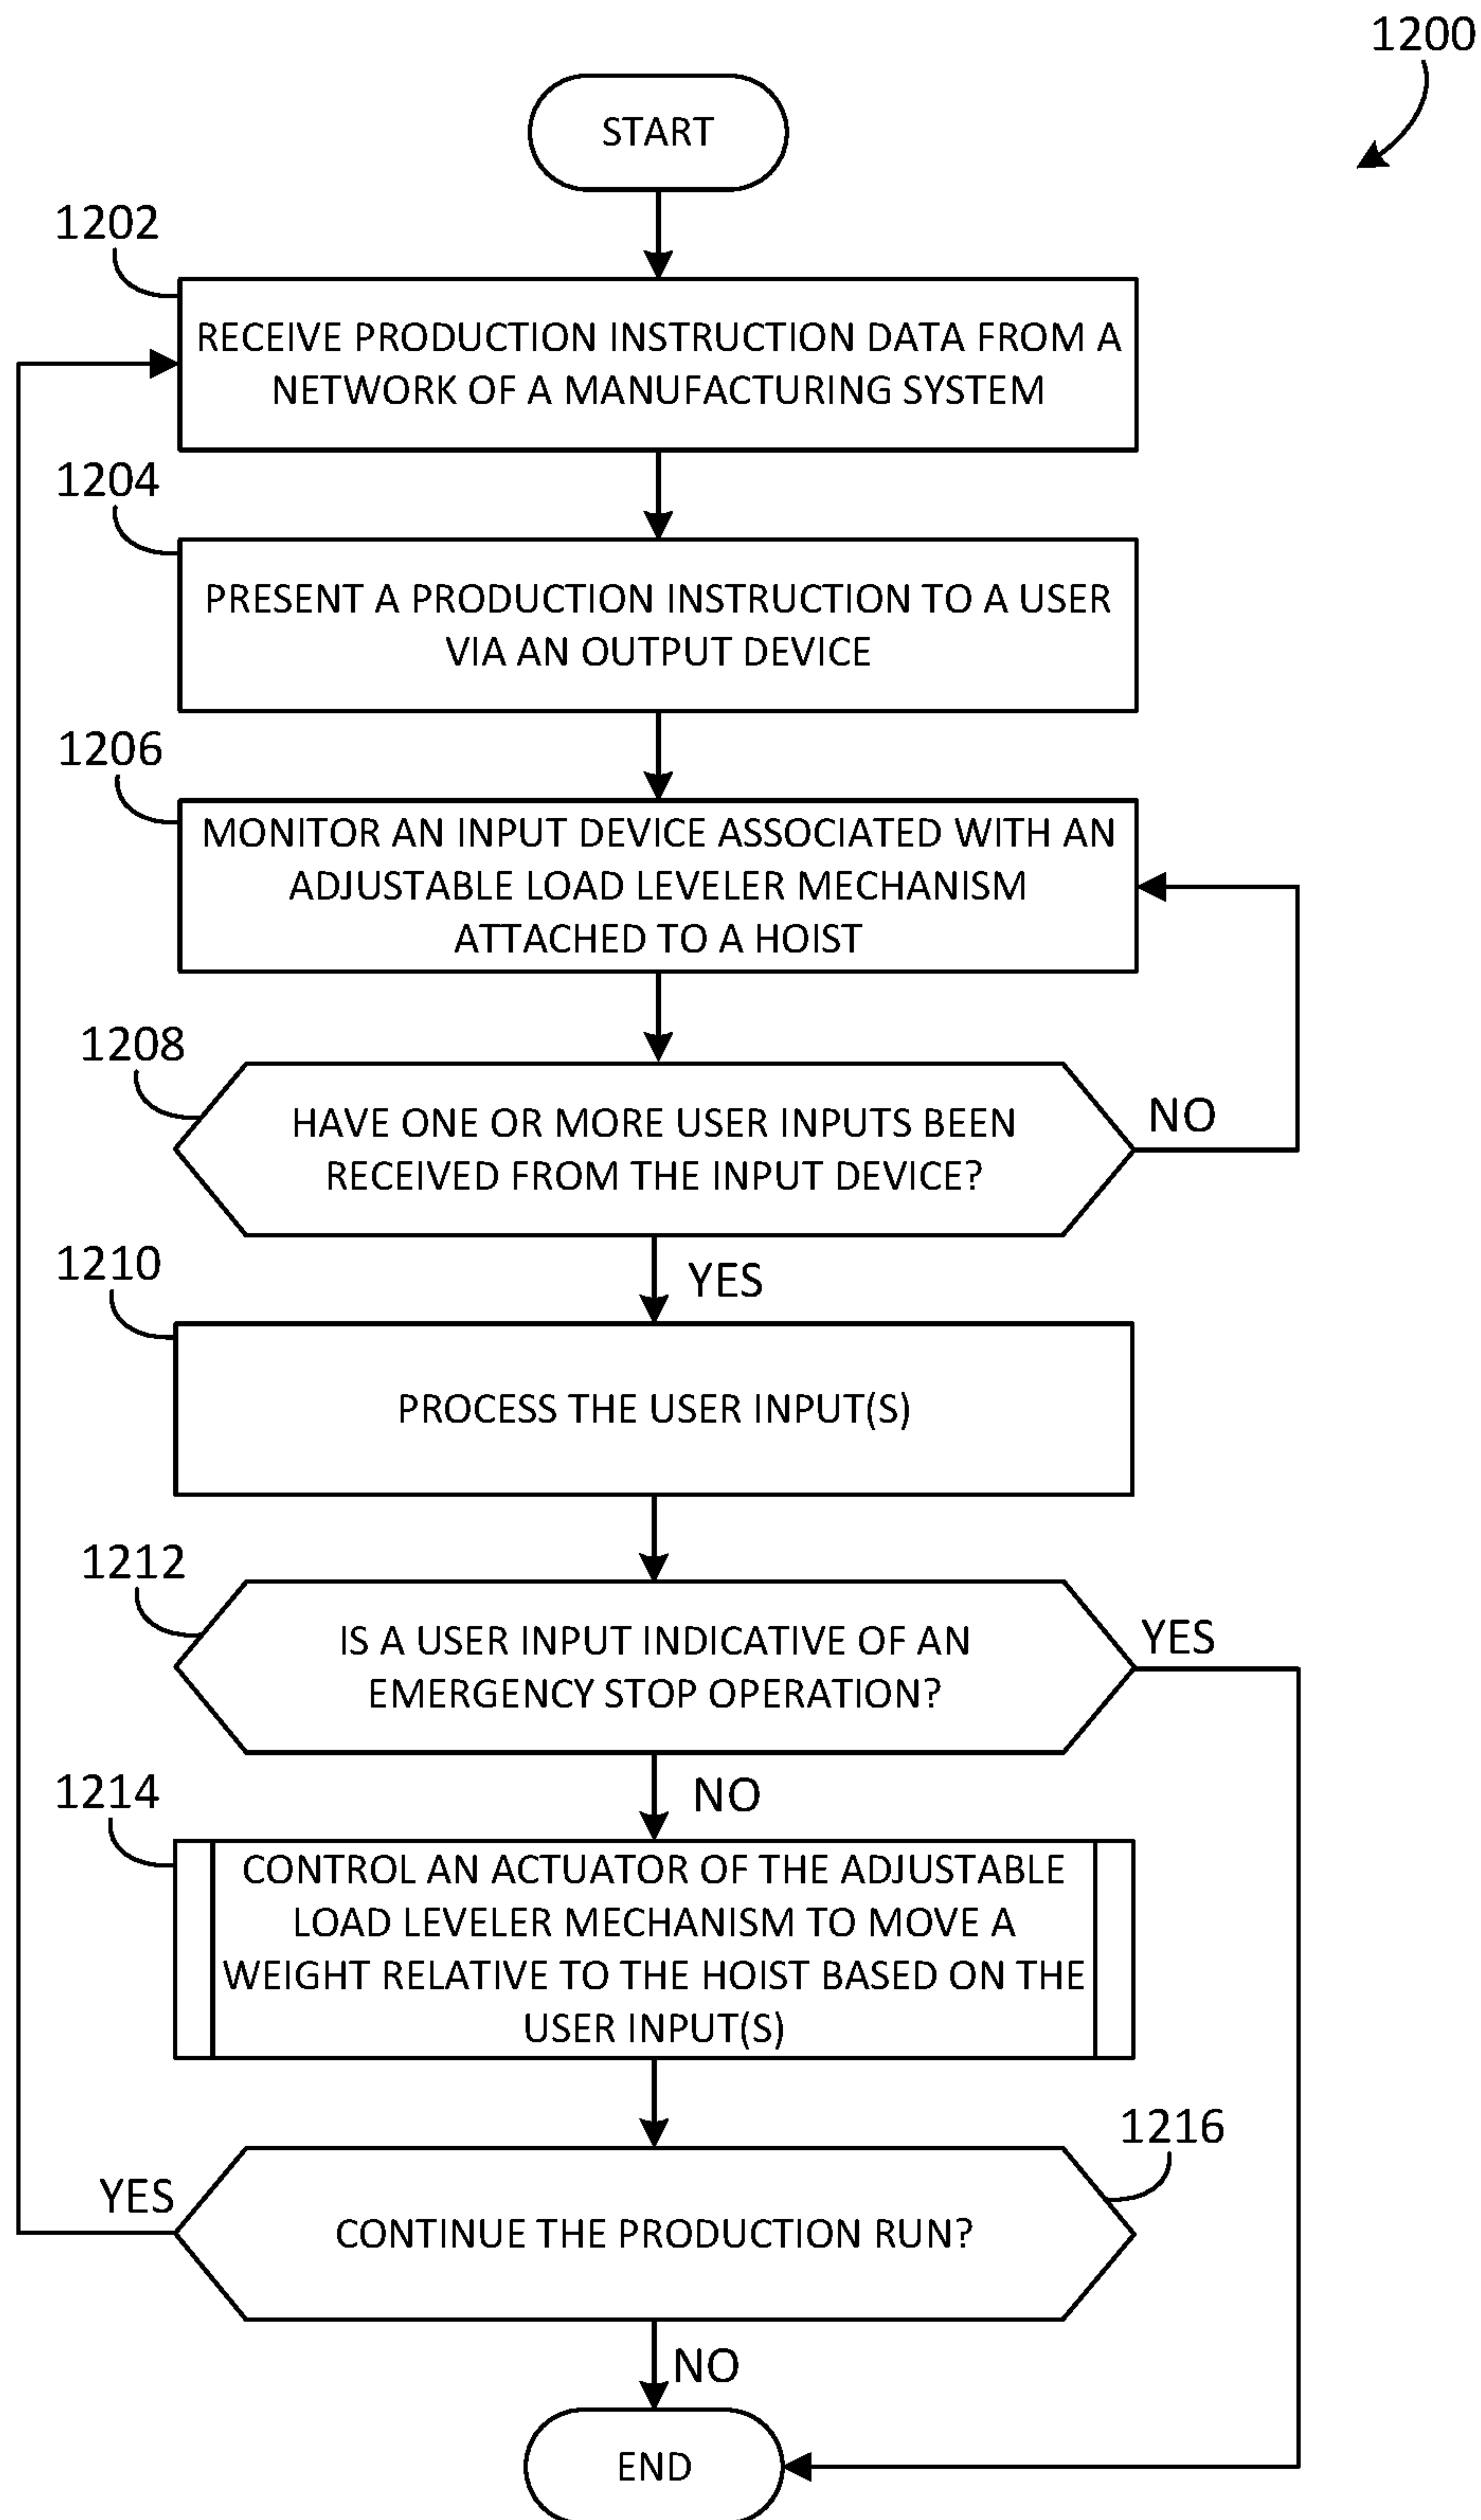 1200
START
1202
RECEIVE PRODUCTION INSTRUCTION DATA FROM A
NETWORK OF A MANUFACTURING SYSTEM
1204
PRESENT A PRODUCTION INSTRUCTION TO A USER
VIA AN OUTPUT DEVICE
1206
MONITOR AN INPUT DEVICE ASSOCIATED WITH AN
ADJUSTABLE LOAD LEVELER MECHANISM
ATTACHED TO A HOIST
1208
HAVE ONE OR MORE USER INPUTS BEEN
RECEIVED FROM THE INPUT DEVICE?
NO
YES
1210
PROCESS THE USER INPUT(S)
1212
IS A USER INPUT INDICATIVE OF AN
EMERGENCY STOP OPERATION?
YES
NO
1214
CONTROL AN ACTUATOR OF THE ADJUSTABLE
LOAD LEVELER MECHANISM TO MOVE A
WEIGHT RELATIVE TO THE HOIST BASED ON THE
USER INPUT(S)
1216
YES
CONTINUE THE PRODUCTION RUN?
NO
END